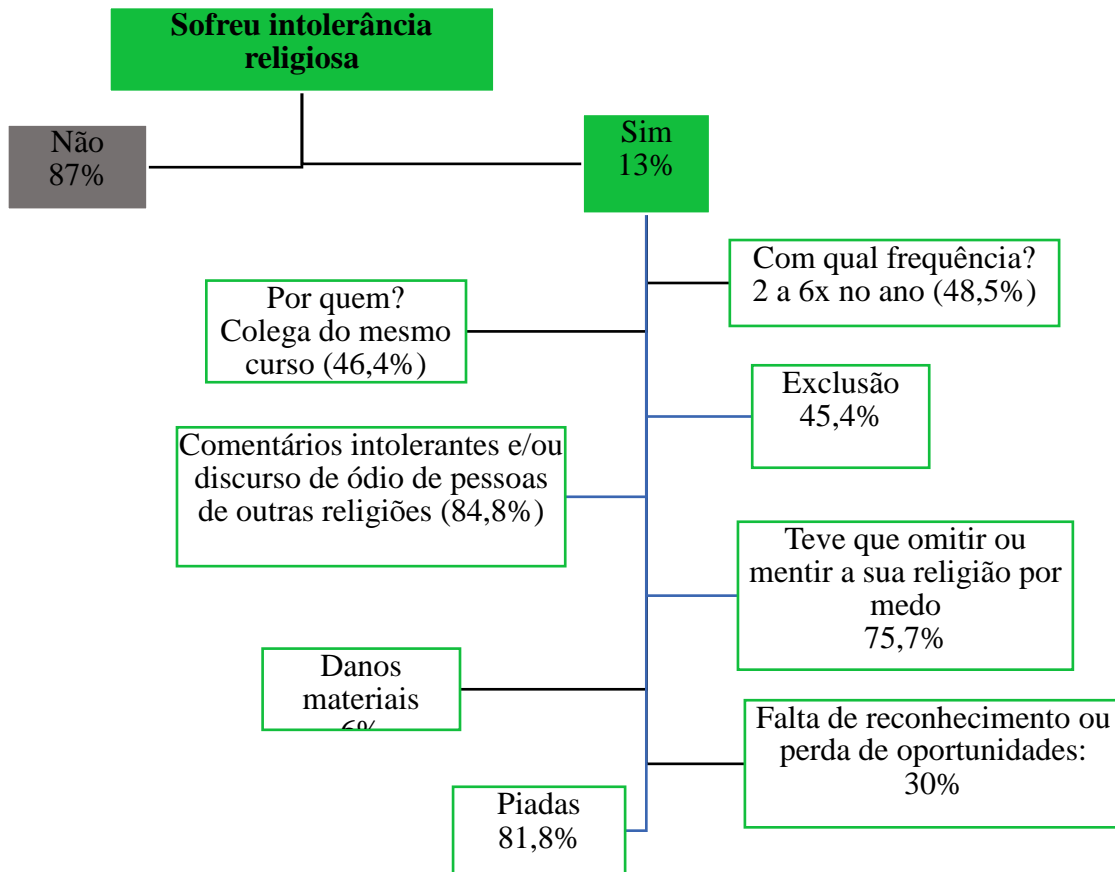 Sofreu intolerância
religiosa
Não
87%
Sim
13%
Com qual frequência?
2 a 6x no ano (48,5%)
Por quem?
Colega do mesmo
curso (46,4%)
Exclusão
45,4%
Comentários intolerantes e/ou
discurso de ódio de pessoas
de outras religiões (84,8%)
Teve que omitir ou
mentir a sua religião por
medo
75,7%
Danos
materiais
6%
Falta de reconhecimento ou
perda de oportunidades:
30%
Piadas
81,8%